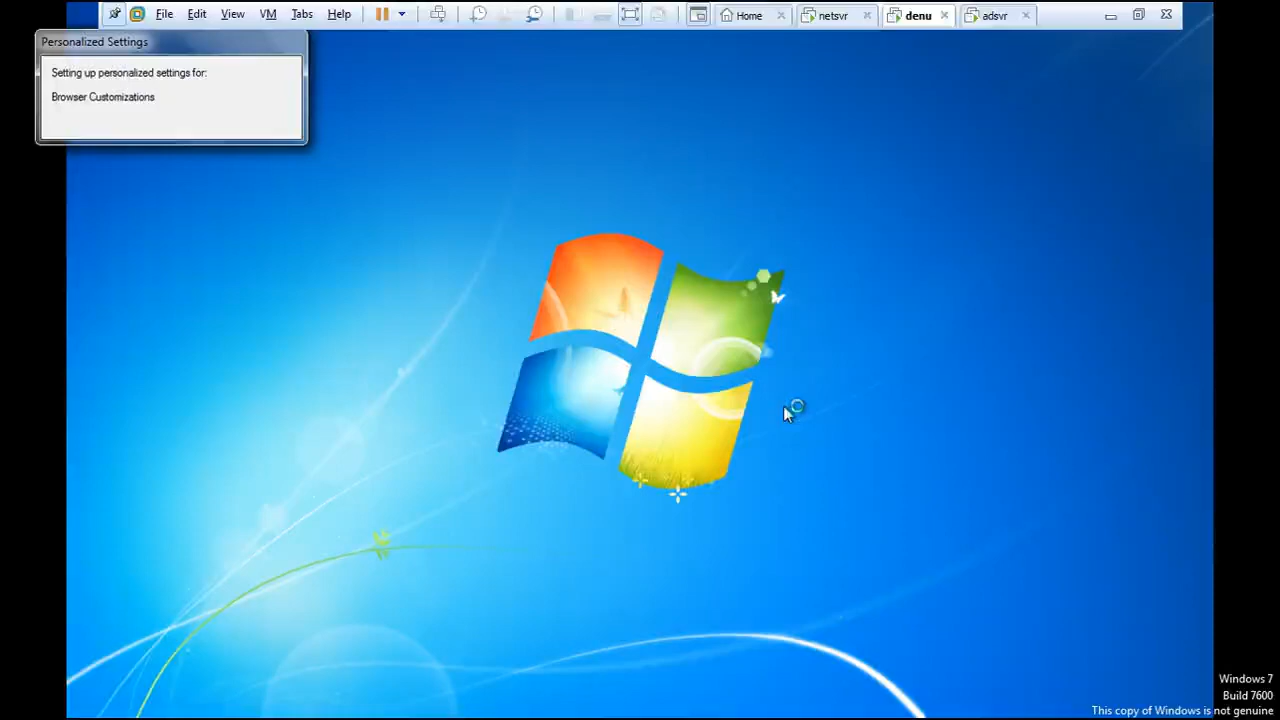 File Edit View VM Tabs Help
Home netsvr denu adsvr
Personalized Settings
Setting up personalized settings for:
Browser Customizations
Windows 7
Build 7600
This copy of Windows is not genuine